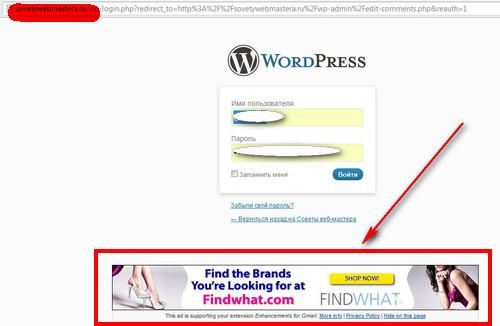 sovetywebmastera.ru/
-login.php?redirect_to=http%3A%2F%2Fsovetywebmastera.ru%2Fwp-admin%2Fedit-comments.php&reauth=1
WORDPRESS
Имя пользователя
Пароль
Запомнить меня
Войти
Забыли свой пароль?
← Вернуться назад на Советы веб-мастера
Find the Brands
You're Looking for at
Findwhat.com
SHOP NOW!
FINDWHAT
This ad is supporting your extension Enhancements for Gmail: More info | Privacy Policy | Hide on this page